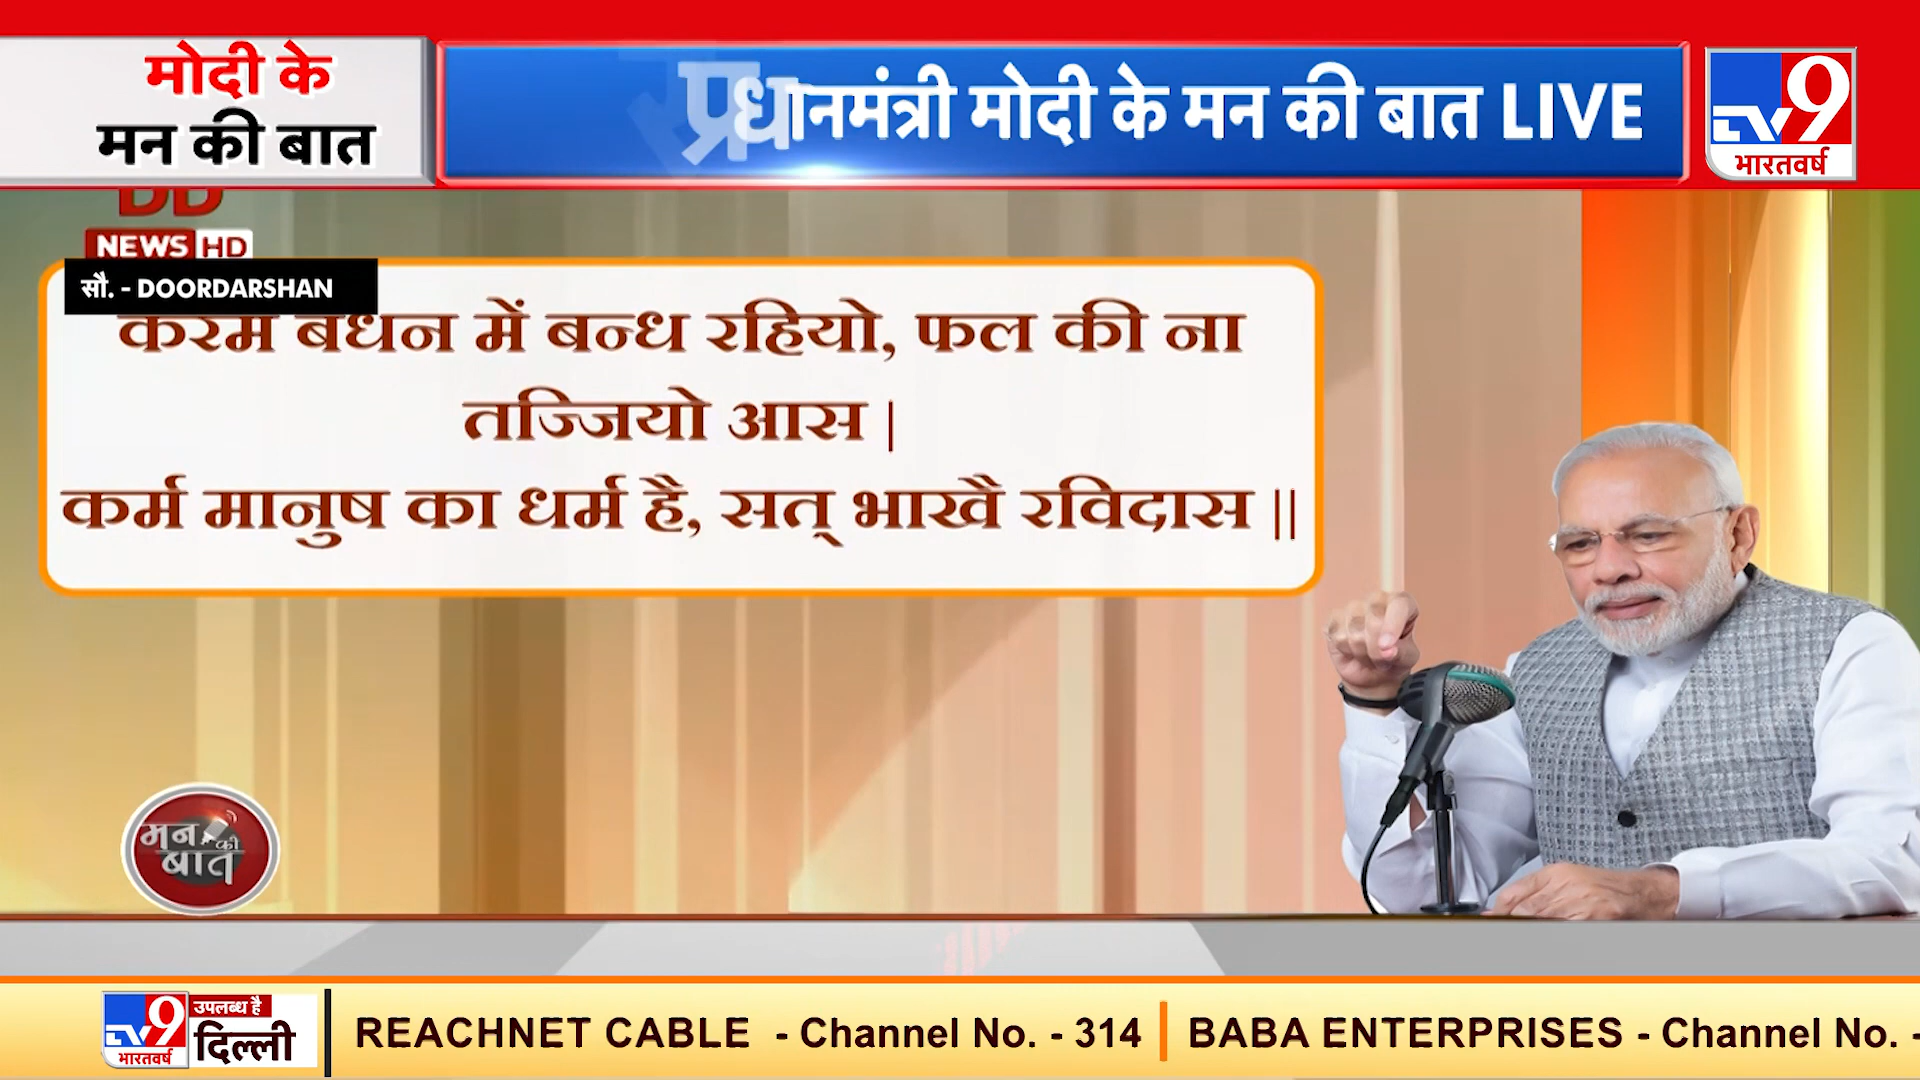 मोदी के
मन की बात
प्रधानमंत्री मोदी के मन की बात LIVE
TV9
भारतवर्ष
DD
NEWS HD
सौ. - DOORDARSHAN
करम बंधन में बन्ध रहियो, फल की ना
तज्जियो आस |
कर्म मानुष का धर्म है, सत् भाखै रविदास ||
मन की
बात
TV9
भारतवर्ष
उपलब्ध है
दिल्ली
REACHNET CABLE - Channel No. - 314 | BABA ENTERPRISES - Channel No. -